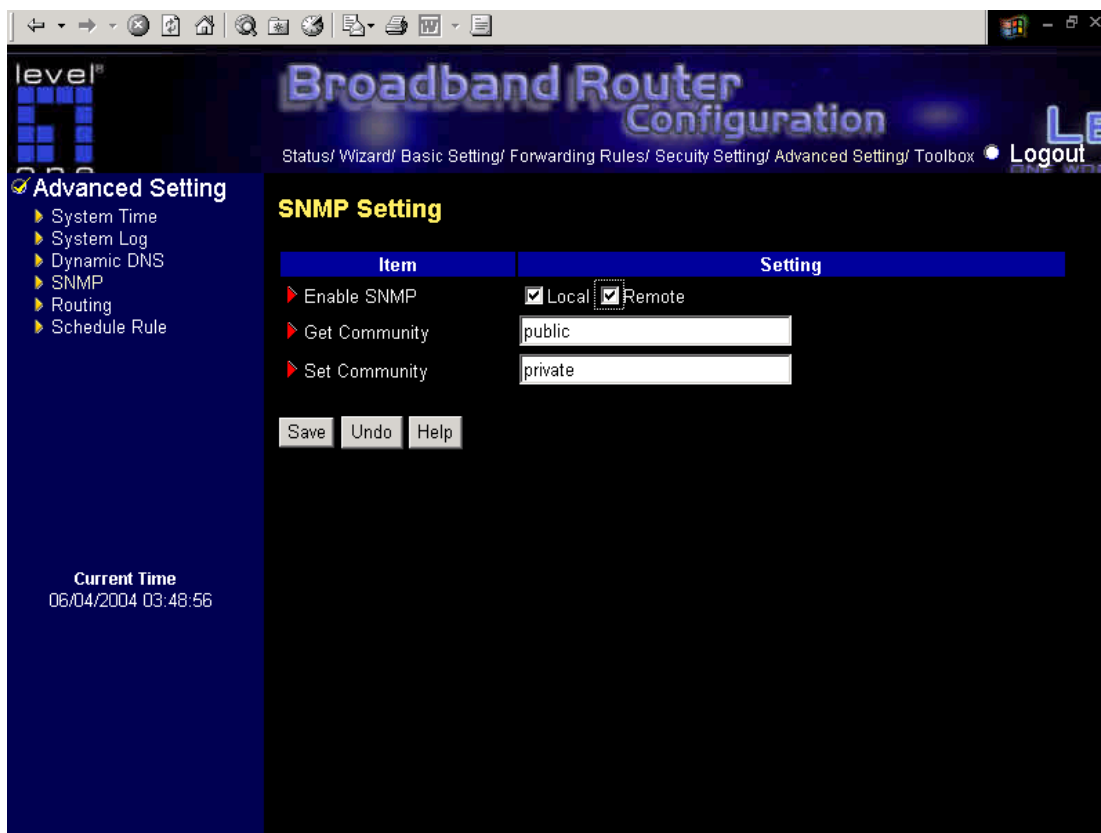 level®
one
Broadband Router
Configuration
Status/ Wizard/ Basic Setting/ Forwarding Rules/ Secuity Setting/ Advanced Setting/ Toolbox
Logout
Advanced Setting
System Time
System Log
Dynamic DNS
SNMP
Routing
Schedule Rule
Current Time
06/04/2004 03:48:56
SNMP Setting
Item Setting
Enable SNMP Local Remote
Get Community public
Set Community private
Save Undo Help